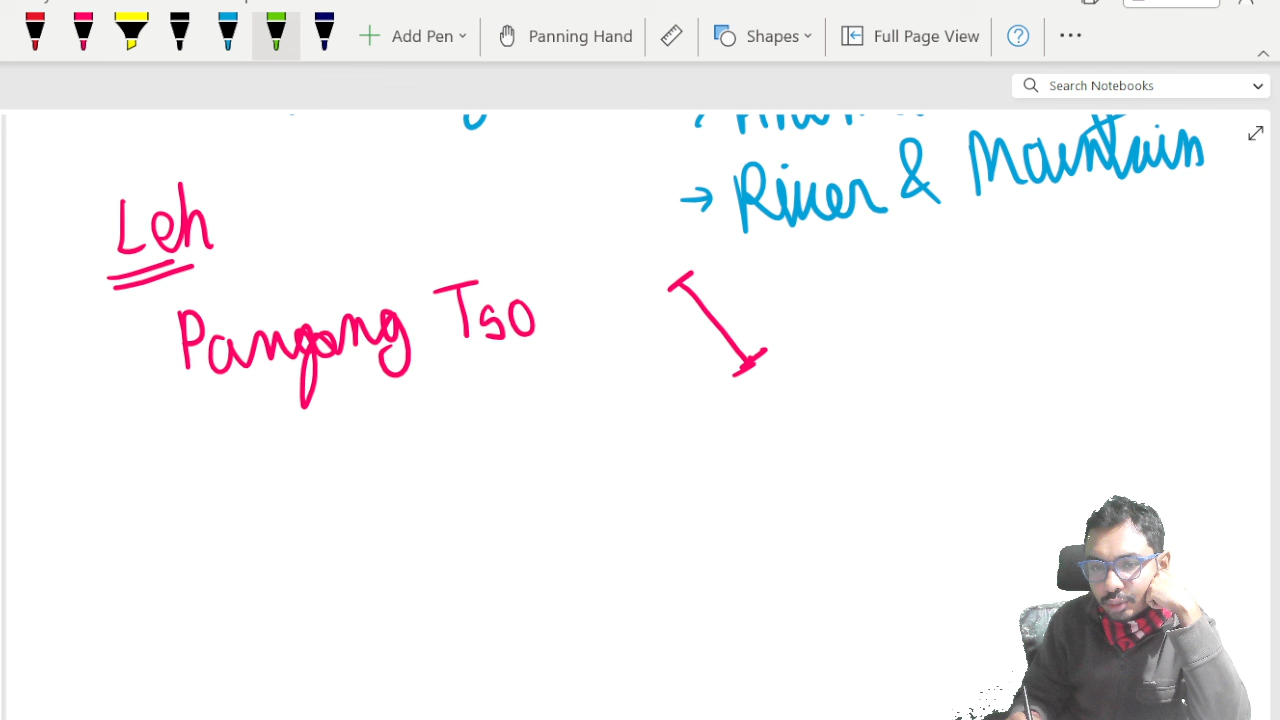 Add Pen
Panning Hand
Shapes
Full Page View
Search Notebooks
→ River & Mountain
Leh
Pangong Tso